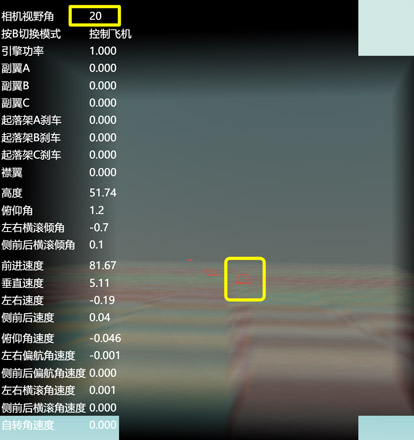 相机视野角 20
按B切换模式 控制飞机
引擎功率 1.000
副翼A 0.000
副翼B 0.000
副翼C 0.000
起落架A刹车 0.000
起落架B刹车 0.000
起落架C刹车 0.000
襟翼 0.000
高度 51.74
俯仰角 1.2
左右横滚倾角 -0.7
侧前后横滚倾角 0.1
前进速度 81.67
垂直速度 5.11
左右速度 -0.19
侧前后速度 0.04
俯仰角速度 -0.046
左右偏航角速度 -0.001
侧前后偏航角速度 0.000
左右横滚角速度 0.001
侧前后横滚角速度 0.000
自转角速度 0.000